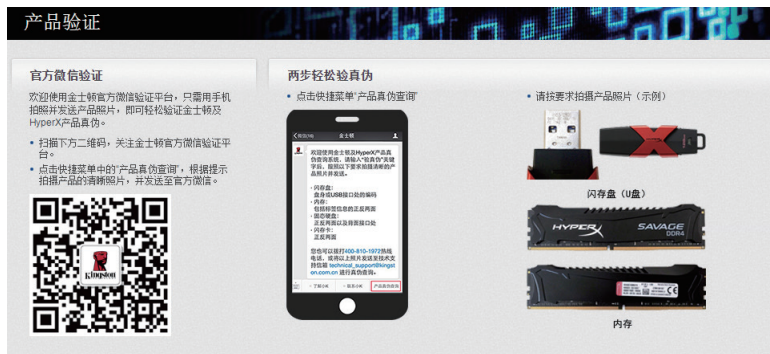 产品验证
官方微信验证
欢迎使用金士顿官方微信验证平台，只需用手机
拍照并发送产品照片，即可轻松验证金士顿及
HyperX产品真伪。
• 扫描下方二维码，关注金士顿官方微信验证平
台。
• 点击快捷菜单中的“产品真伪查询”，根据提示
拍摄产品的清晰照片，并发送至官方微信。
Kingston
两步轻松验真伪
• 点击快捷菜单“产品真伪查询”
金士顿
欢迎使用金士顿及HyperX产品真
伪查询系统，请输入“验真伪”关键
字后，按照以下要求拍摄清晰的产
品照片并发送。
· 闪存盘:
盘身或USB接口处的编码
· 内存:
包括标签信息的正反两面
· 固态硬盘:
正反两面以及背面接口处
· 闪存卡:
正反两面
您也可以拨打400-810-1972热线
电话，或将以上照片发送至技术支
持信箱 technical_support@kingst
on.com.cn 进行真伪查询。
产品真伪查询
• 请按要求拍摄产品照片（示例）
闪存盘（U盘）
HYPERX
SAVAGE
DDR4
内存